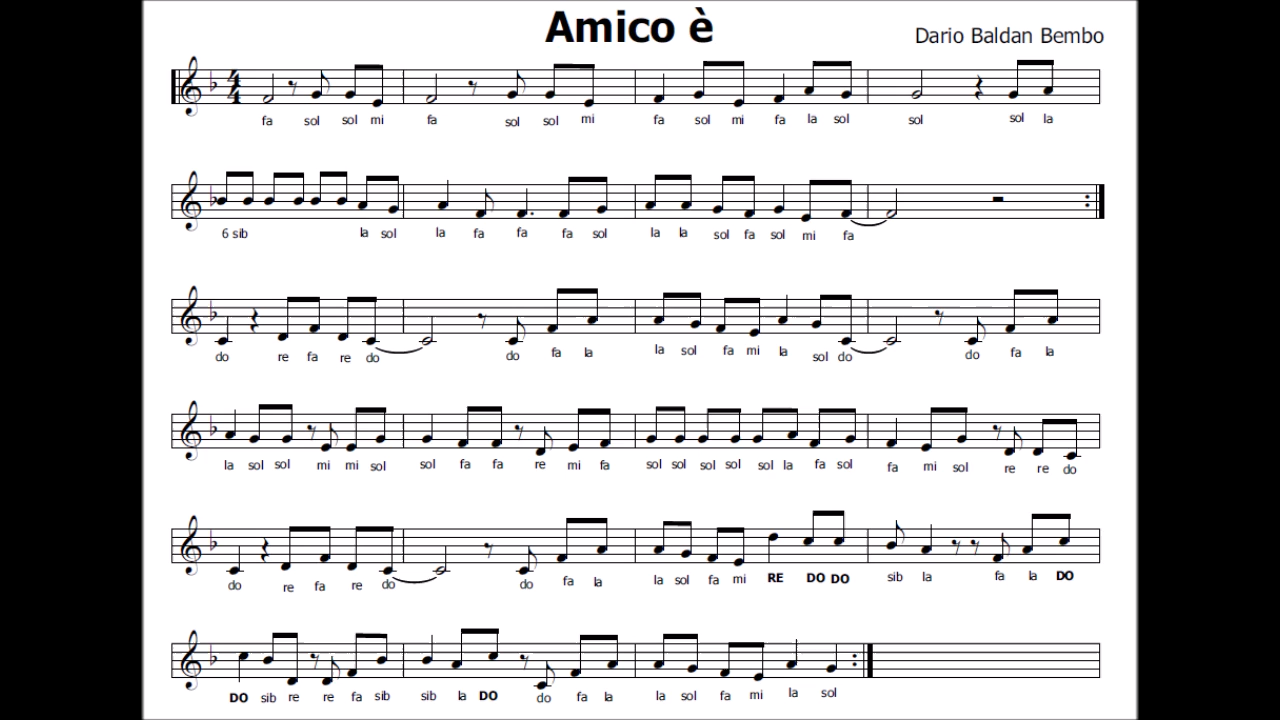 Amico è
Dario Baldan Bembo
4
4
fa sol sol mi fa sol sol mi fa sol mi fa la sol sol sol la
6 sib la sol la fa fa fa sol la la sol fa sol mi fa
do re fa re do do fa la la sol fa mi la sol do do fa la
la sol sol mi mi sol sol fa fa re mi fa sol sol sol sol sol la fa sol fa mi sol re re do
do re fa re do do fa la la sol fa mi RE DO DO sib la fa la DO
DO sib re re fa sib sib la DO do fa la la sol fa mi la sol